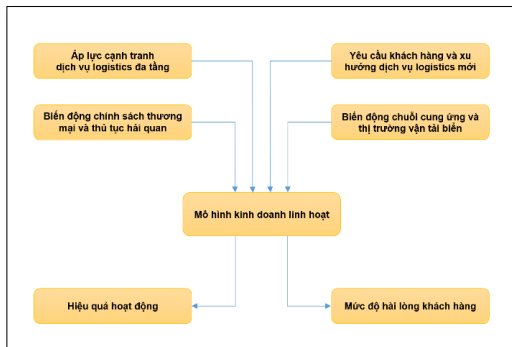 Áp lực cạnh tranh
dịch vụ logistics đa tầng
Yêu cầu khách hàng và xu
hướng dịch vụ logistics mới
Biến động chính sách thương
mại và thủ tục hải quan
Biến động chuỗi cung ứng và
thị trường vận tải biển
Mô hình kinh doanh linh hoạt
Hiệu quả hoạt động
Mức độ hài lòng khách hàng